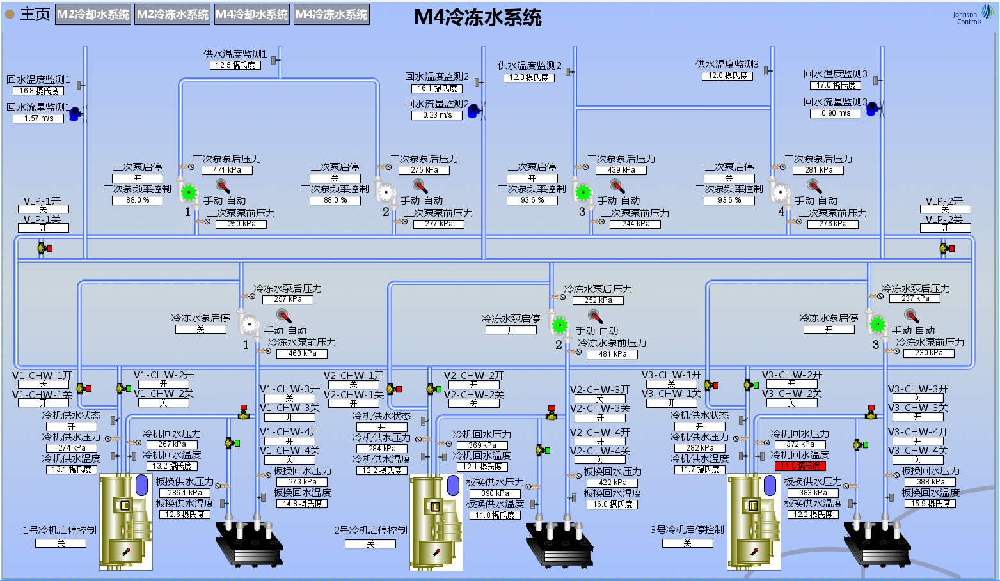 主页
M2冷却水系统
M2冷冻水系统
M4冷却水系统
M4冷冻水系统
M4冷冻水系统
Johnson
Controls
回水温度监测1
16.8 摄氏度
回水流量监测1
1.57 m/s
供水温度监测1
12.5 摄氏度
回水温度监测2
16.1 摄氏度
回水流量监测2
0.23 m/s
供水温度监测2
12.3 摄氏度
供水温度监测3
12.0 摄氏度
回水温度监测3
17.0 摄氏度
回水流量监测3
0.90 m/s
二次泵启停
开
二次泵频率控制
88.0 %
二次泵泵后压力
471 kPa
手动 自动
1
二次泵泵前压力
250 kPa
二次泵启停
关
二次泵频率控制
88.0 %
二次泵泵后压力
275 kPa
手动 自动
2
二次泵泵前压力
277 kPa
二次泵启停
开
二次泵频率控制
93.6 %
二次泵泵后压力
439 kPa
手动 自动
3
二次泵泵前压力
244 kPa
二次泵启停
关
二次泵频率控制
93.6 %
二次泵泵后压力
281 kPa
手动 自动
4
二次泵泵前压力
276 kPa
VLP-1开
关
VLP-1关
开
VLP-2开
关
VLP-2关
开
冷冻水泵后压力
257 kPa
冷冻水泵启停
关
手动 自动
1
冷冻水泵前压力
463 kPa
冷冻水泵后压力
252 kPa
冷冻水泵启停
开
手动 自动
2
冷冻水泵前压力
481 kPa
冷冻水泵后压力
237 kPa
冷冻水泵启停
开
手动 自动
3
冷冻水泵前压力
230 kPa
V1-CHW-1开
关
V1-CHW-1关
开
V1-CHW-2开
开
V1-CHW-2关
关
V1-CHW-3开
关
V1-CHW-3关
开
V1-CHW-4开
开
V1-CHW-4关
关
冷机供水状态
开
冷机供水压力
274 kPa
冷机供水温度
13.1 摄氏度
冷机回水压力
267 kPa
冷机回水温度
13.2 摄氏度
板换供水压力
286.1 kPa
板换供水温度
12.6 摄氏度
板换回水压力
273 kPa
板换回水温度
14.8 摄氏度
1号冷机启停控制
关
V2-CHW-1开
关
V2-CHW-1关
开
V2-CHW-2开
开
V2-CHW-2关
关
V2-CHW-3开
关
V2-CHW-3关
开
V2-CHW-4开
开
V2-CHW-4关
关
冷机供水状态
开
冷机供水压力
284 kPa
冷机供水温度
12.2 摄氏度
冷机回水压力
369 kPa
冷机回水温度
12.1 摄氏度
板换供水压力
390 kPa
板换供水温度
11.8 摄氏度
板换回水压力
422 kPa
板换回水温度
16.0 摄氏度
2号冷机启停控制
关
V3-CHW-1开
关
V3-CHW-1关
开
V3-CHW-2开
开
V3-CHW-2关
关
V3-CHW-3开
关
V3-CHW-3关
开
V3-CHW-4开
开
V3-CHW-4关
关
冷机供水状态
开
冷机供水压力
282 kPa
冷机供水温度
11.7 摄氏度
冷机回水压力
372 kPa
冷机回水温度
11.5 摄氏度
板换供水压力
383 kPa
板换供水温度
12.2 摄氏度
板换回水压力
388 kPa
板换回水温度
15.9 摄氏度
3号冷机启停控制
关